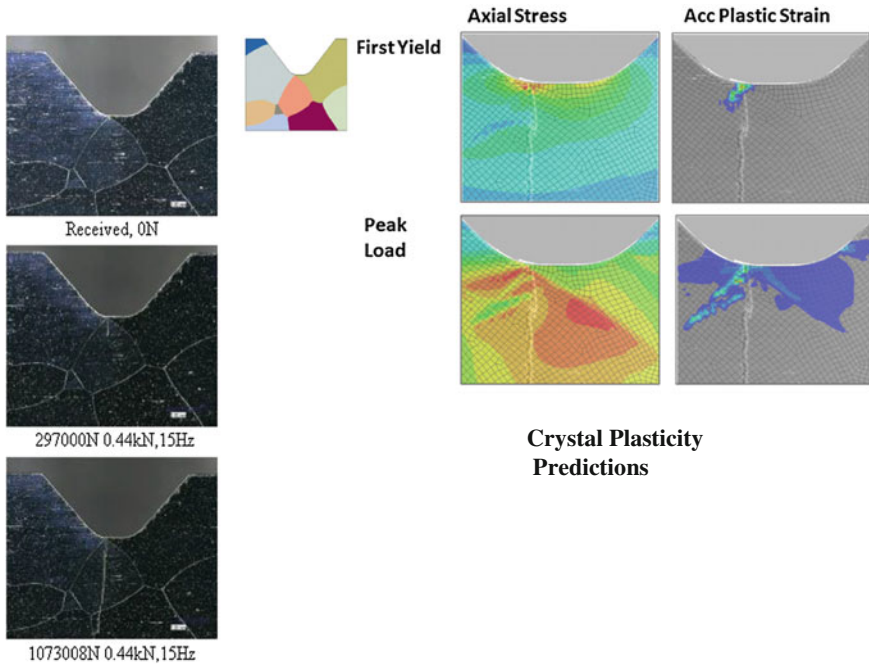 Axial Stress
Acc Plastic Strain
First Yield
Received, 0N
Peak
Load
297000N 0.44kN,15Hz
Crystal Plasticity
Predictions
1073008N 0.44kN,15Hz